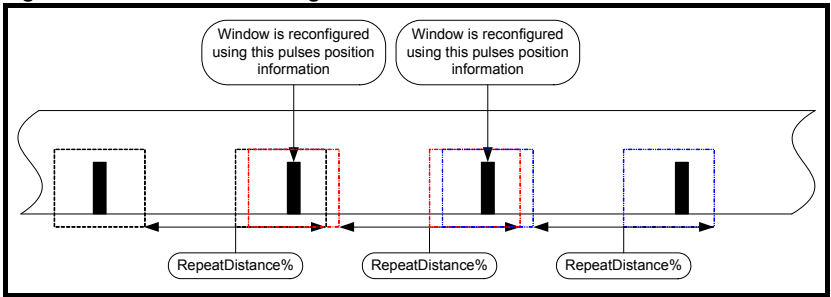 Window is reconfigured
using this pulses position
information
Window is reconfigured
using this pulses position
information
RepeatDistance%
RepeatDistance%
RepeatDistance%